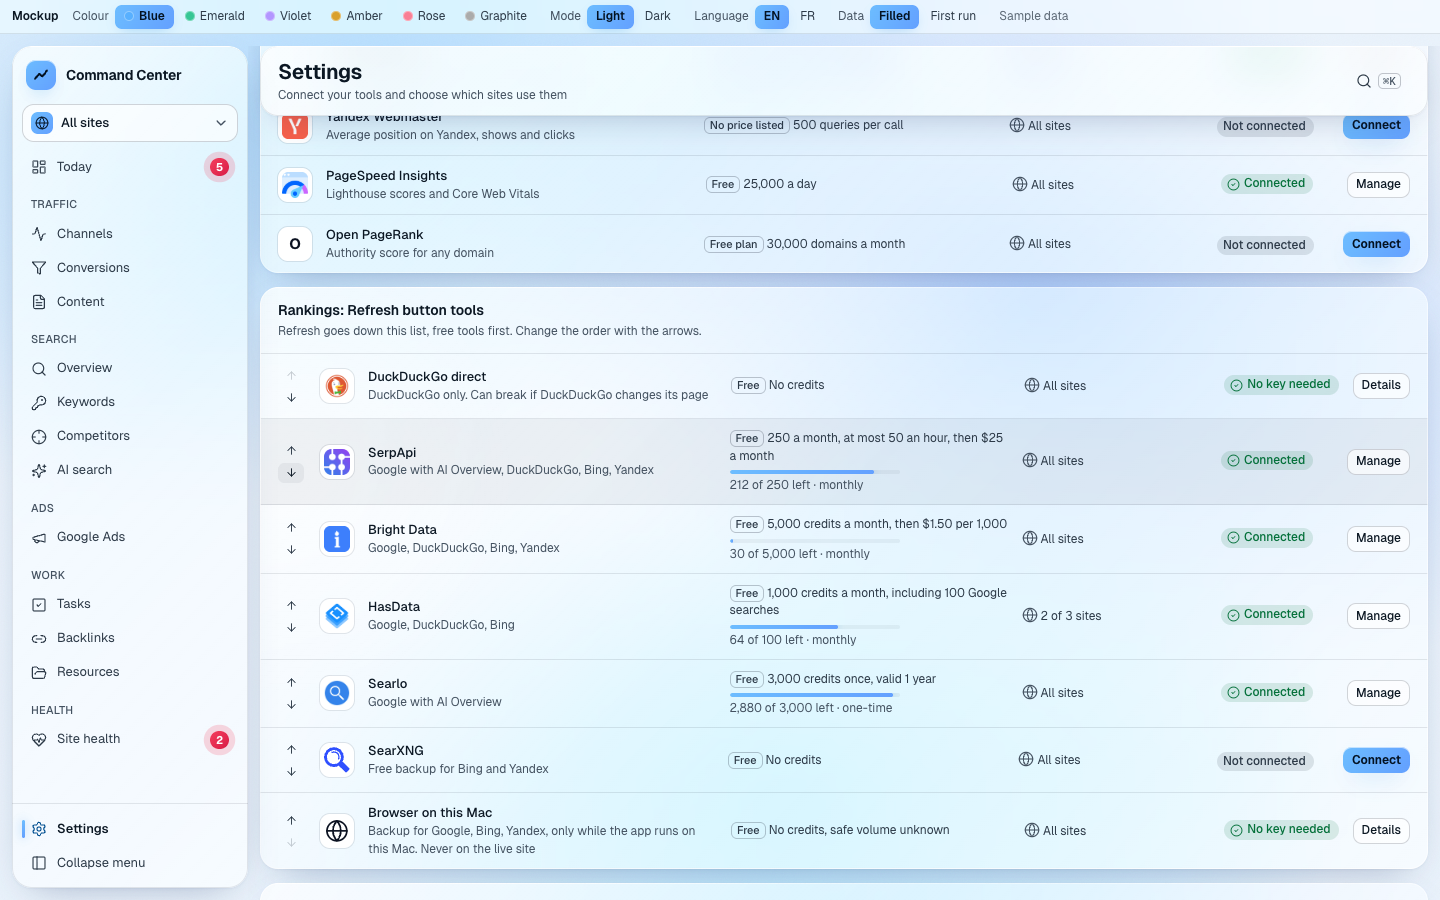 Mockup Colour Blue Emerald Violet Amber Rose Graphite Mode Light Dark Language EN FR Data Filled First run Sample data
Command Center
All sites
Today 5
TRAFFIC
Channels
Conversions
Content
SEARCH
Overview
Keywords
Competitors
AI search
ADS
Google Ads
WORK
Tasks
Backlinks
Resources
HEALTH
Site health 2
Settings
Collapse menu
Settings
Connect your tools and choose which sites use them
⌘K
Yandex Webmaster
Average position on Yandex, shows and clicks
No price listed 500 queries per call
All sites
Not connected
Connect
PageSpeed Insights
Lighthouse scores and Core Web Vitals
Free 25,000 a day
All sites
Connected
Manage
O
Open PageRank
Authority score for any domain
Free plan 30,000 domains a month
All sites
Not connected
Connect
Rankings: Refresh button tools
Refresh goes down this list, free tools first. Change the order with the arrows.
DuckDuckGo direct
DuckDuckGo only. Can break if DuckDuckGo changes its page
Free No credits
All sites
No key needed
Details
SerpApi
Google with AI Overview, DuckDuckGo, Bing, Yandex
Free 250 a month, at most 50 an hour, then $25
a month
212 of 250 left · monthly
All sites
Connected
Manage
Bright Data
Google, DuckDuckGo, Bing, Yandex
Free 5,000 credits a month, then $1.50 per 1,000
30 of 5,000 left · monthly
All sites
Connected
Manage
HasData
Google, DuckDuckGo, Bing
Free 1,000 credits a month, including 100 Google
searches
64 of 100 left · monthly
2 of 3 sites
Connected
Manage
Searlo
Google with AI Overview
Free 3,000 credits once, valid 1 year
2,880 of 3,000 left · one-time
All sites
Connected
Manage
SearXNG
Free backup for Bing and Yandex
Free No credits
All sites
Not connected
Connect
Browser on this Mac
Backup for Google, Bing, Yandex, only while the app runs on
this Mac. Never on the live site
Free No credits, safe volume unknown
All sites
No key needed
Details